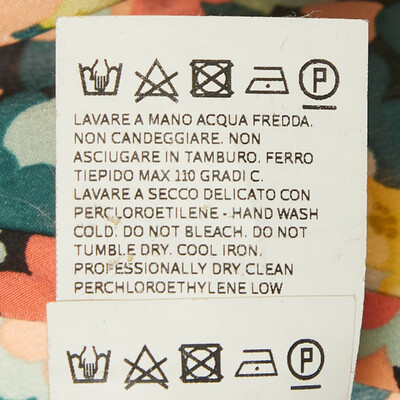 P
LAVARE A MANO ACQUA FREDDA.
NON CANDEGGIARE. NON
ASCIUGARE IN TAMBURO. FERRO
TIEPIDO MAX 110 GRADI C.
LAVARE A SECCO DELICATO CON
PERCLOROETILENE - HAND WASH
COLD. DO NOT BLEACH. DO NOT
TUMBLE DRY. COOL IRON.
PROFESSIONALLY DRY CLEAN
PERCHLOROETHYLENE LOW
P